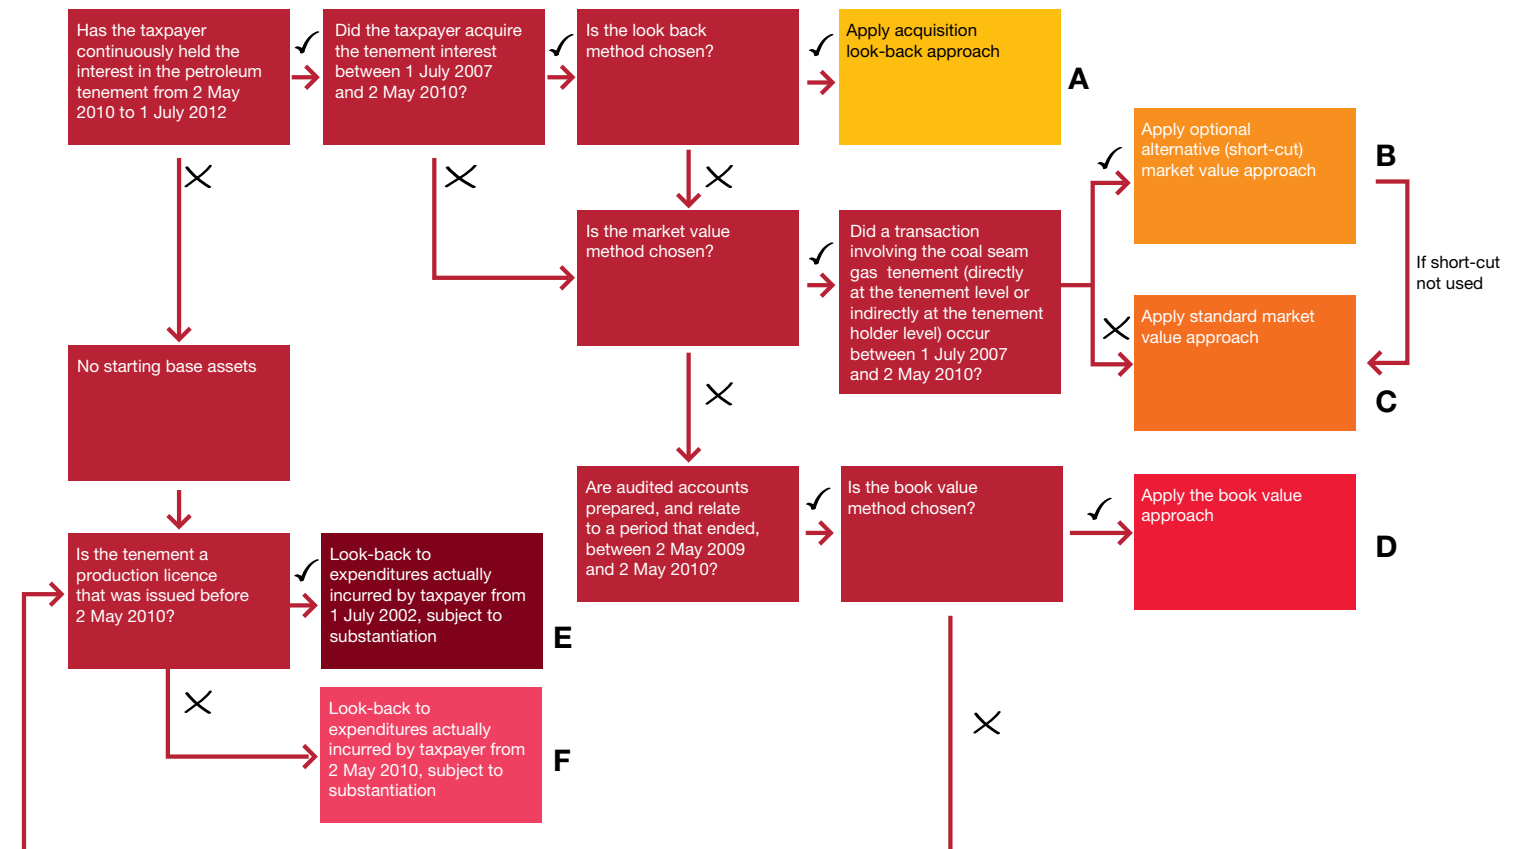 Has the taxpayer
continuously held the
interest in the petroleum
tenement from 2 May
2010 to 1 July 2012
Did the taxpayer acquire
the tenement interest
between 1 July 2007
and 2 May 2010?
Is the look back
method chosen?
Apply acquisition
look-back approach
A
Apply optional
alternative (short-cut)
market value approach
B
Is the market value
method chosen?
Did a transaction
involving the coal seam
gas tenement (directly
at the tenement level or
indirectly at the tenement
holder level) occur
between 1 July 2007
and 2 May 2010?
If short-cut
not used
Apply standard market
value approach
C
No starting base assets
Are audited accounts
prepared, and relate
to a period that ended,
between 2 May 2009
and 2 May 2010?
Is the book value
method chosen?
Apply the book value
approach
D
Is the tenement a
production licence
that was issued before
2 May 2010?
Look-back to
expenditures actually
incurred by taxpayer from
1 July 2002, subject to
substantiation
E
Look-back to
expenditures actually
incurred by taxpayer from
2 May 2010, subject to
substantiation
F